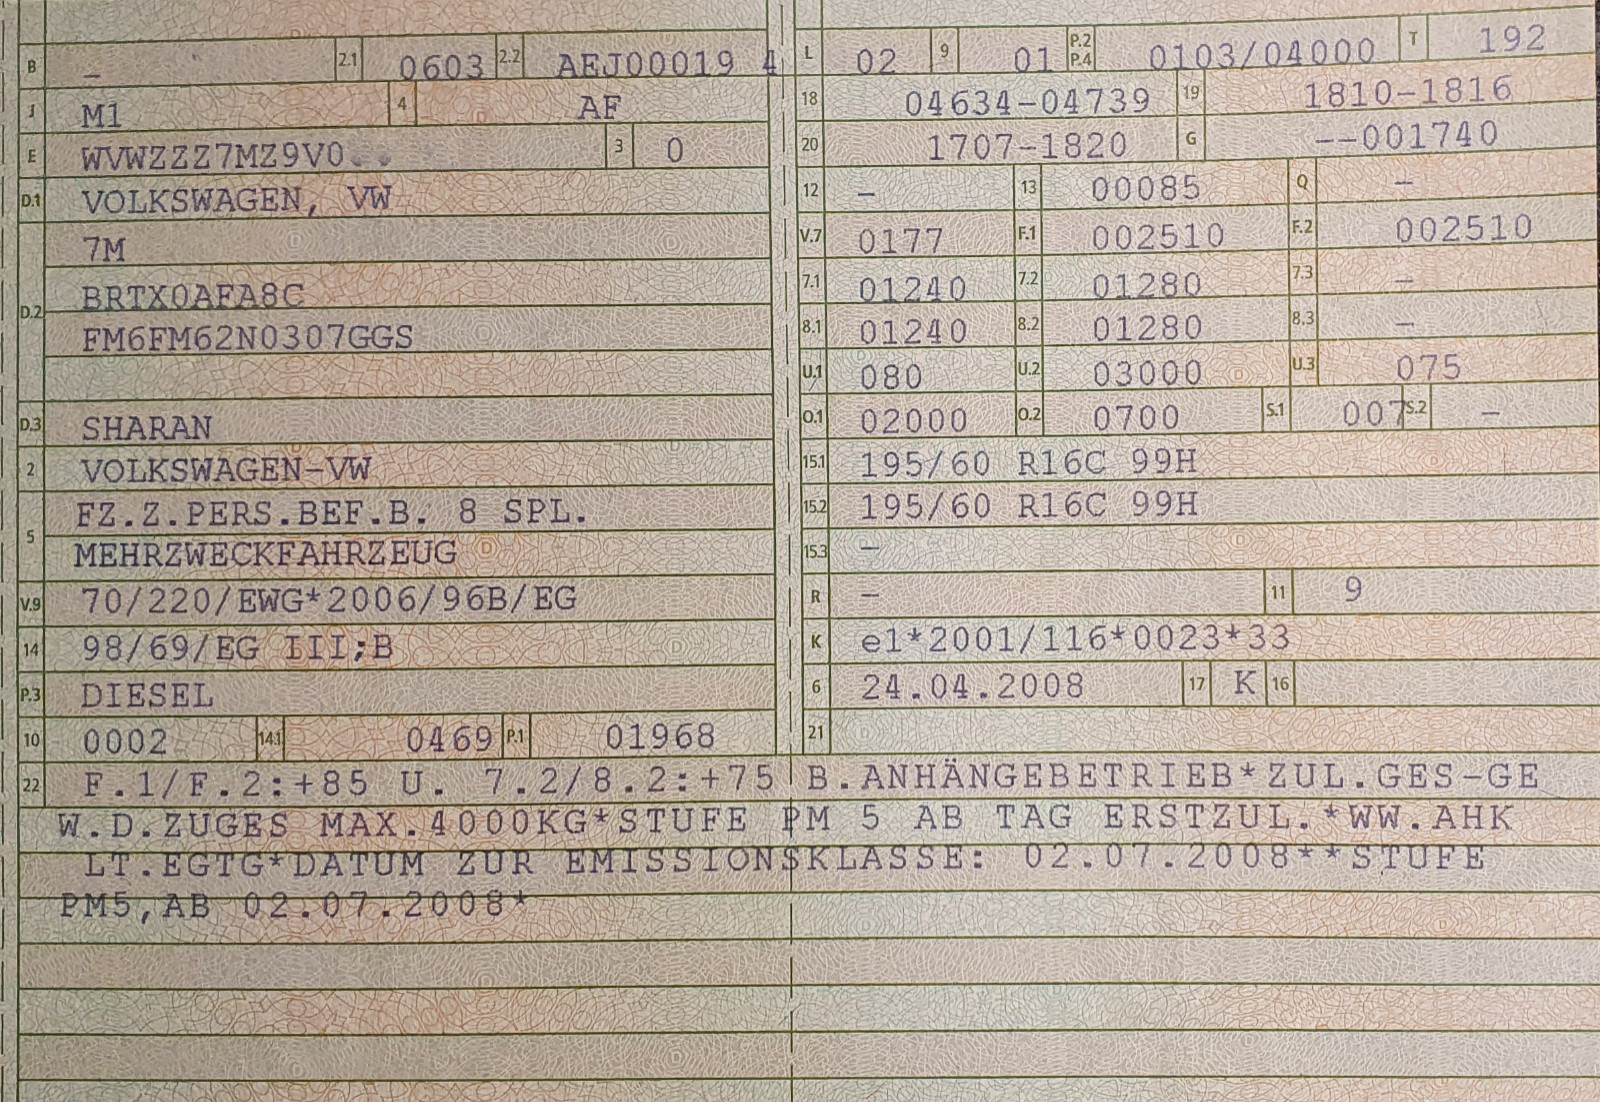 B – 2.1 0603 2.2 AEJ00019 4
J M1 4 AF
E WVWZZZ7MZ9V0 3 0
D.1 VOLKSWAGEN, VW
7M
D.2 BRTX0AFA8C
FM6FM62N0307GGS
D.3 SHARAN
2 VOLKSWAGEN-VW
5 FZ.Z.PERS.BEF.B. 8 SPL.
MEHRZWECKFAHRZEUG
V.9 70/220/EWG*2006/96B/EG
14 98/69/EG III;B
P.3 DIESEL
10 0002 14.1 0469 P.1 01968
L 02 9 01 P.2 P.4 0103/04000 T 192
18 04634-04739 19 1810-1816
20 1707-1820 G --001740
12 – 13 00085 Q –
V.7 0177 F.1 002510 F.2 002510
7.1 01240 7.2 01280 7.3 –
8.1 01240 8.2 01280 8.3 –
U.1 080 U.2 03000 U.3 075
O.1 02000 O.2 0700 S.1 007 S.2 –
15.1 195/60 R16C 99H
15.2 195/60 R16C 99H
15.3 –
R – 11 9
K e1*2001/116*0023*33
6 24.04.2008 17 K 16
21
22 F.1/F.2:+85 U. 7.2/8.2:+75 B.ANHÄNGEBETRIEB*ZUL.GES-GE
W.D.ZUGES MAX.4000KG*STUFE PM 5 AB TAG ERSTZUL.*WW.AHK
LT.EGTG*DATUM ZUR EMISSIONSKLASSE: 02.07.2008**STUFE
PM5,AB 02.07.2008*